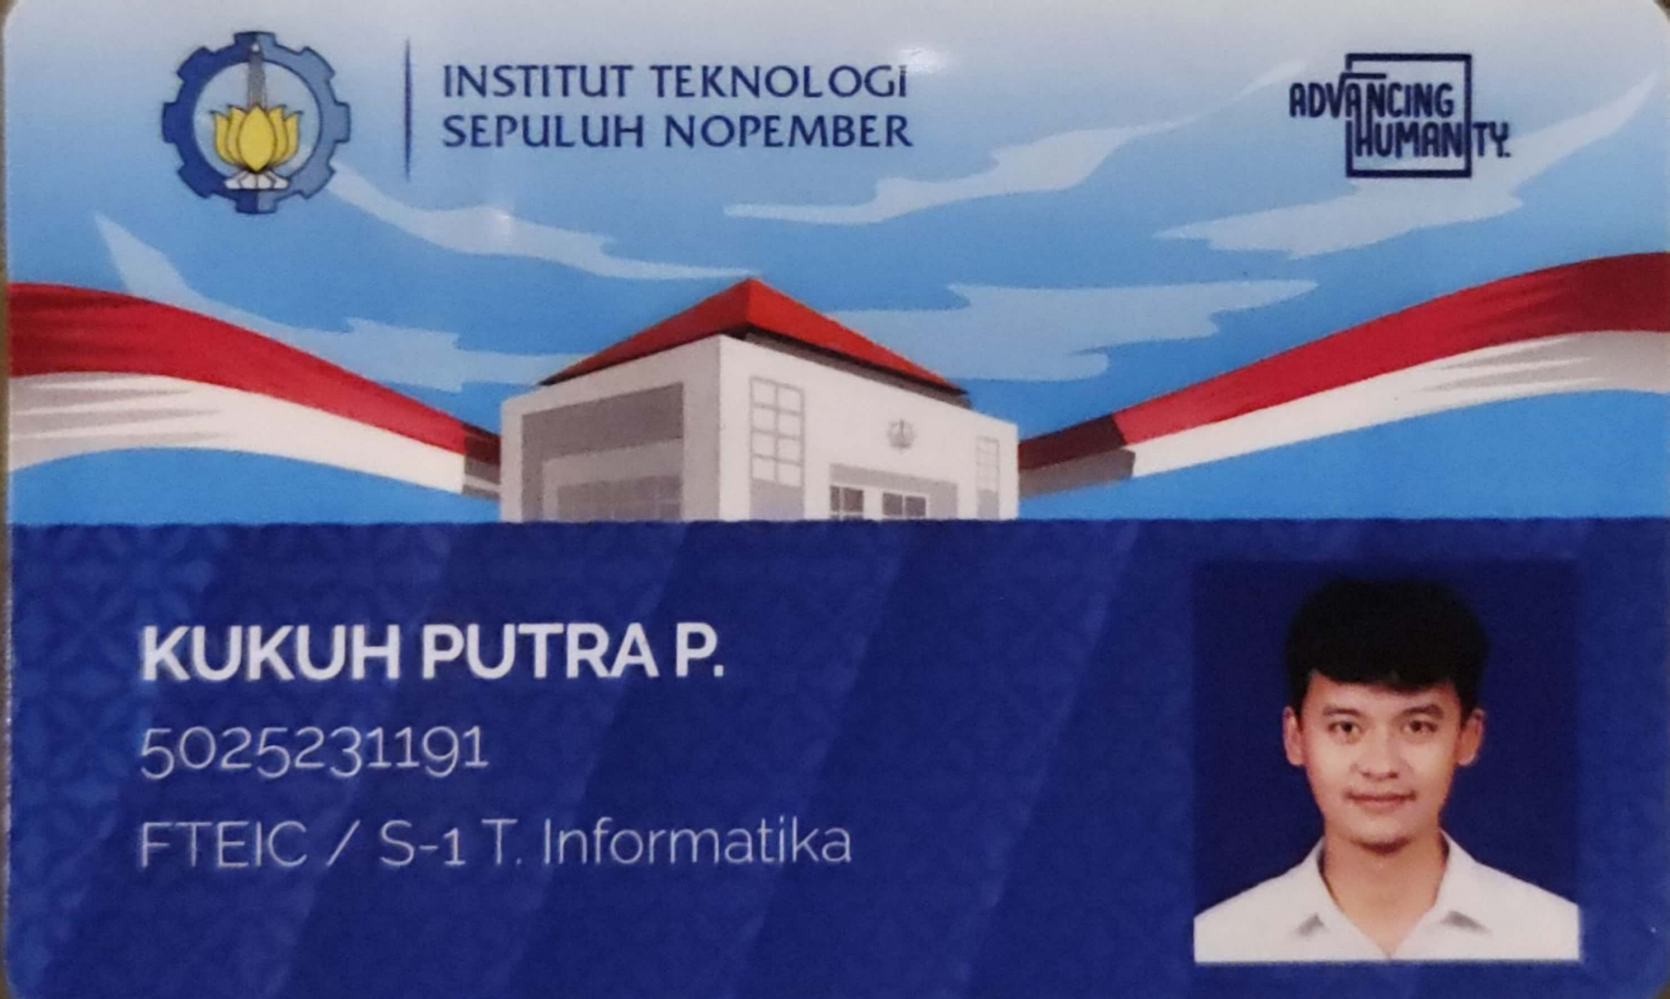 INSTITUT TEKNOLOGI
SEPULUH NOPEMBER
ADVANCING
HUMANITY.
KUKUH PUTRA P.
5025231191
FTEIC / S-1 T. Informatika